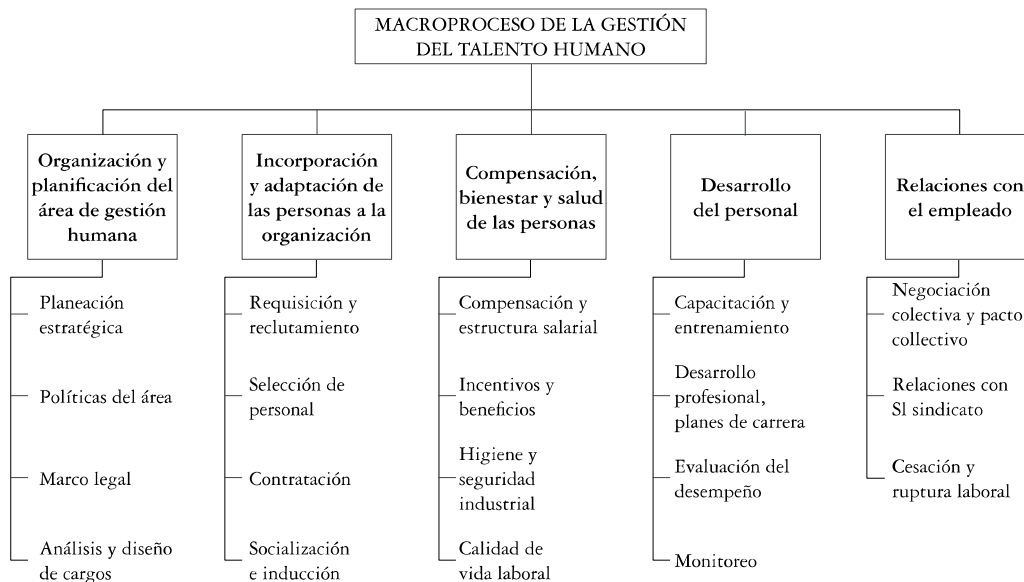 MACROPROCESO DE LA GESTIÓN
DEL TALENTO HUMANO
Organización y
planificación del
área de gestión
humana
Planeación
estratégica
Políticas del área
Marco legal
Análisis y diseño
de cargos
Incorporación
y adaptación de
las personas a la
organización
Requisición y
reclutamiento
Selección de
personal
Contratación
Socialización
e inducción
Compensación,
bienestar y salud
de las personas
Compensación y
estructura salarial
Incentivos y
beneficios
Higiene y
seguridad
industrial
Calidad de
vida laboral
Desarrollo
del personal
Capacitación y
entrenamiento
Desarrollo
profesional,
planes de carrera
Evaluación del
desempeño
Monitoreo
Relaciones con
el empleado
Negociación
colectiva y pacto
collectivo
Relaciones con
Sl sindicato
Cesación y
ruptura laboral